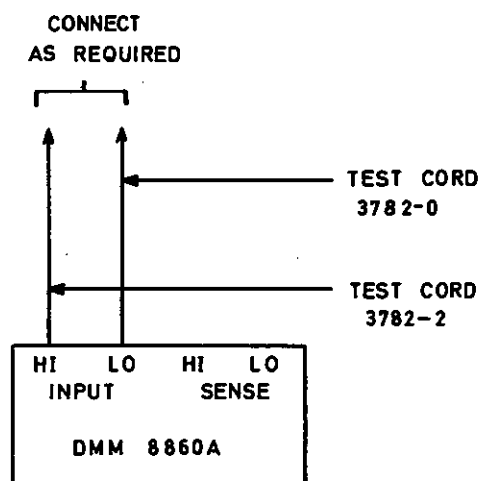 CONNECT
AS REQUIRED
TEST CORD
3782-0
TEST CORD
3782-2
HI LO HI LO
INPUT SENSE
DMM 8860A